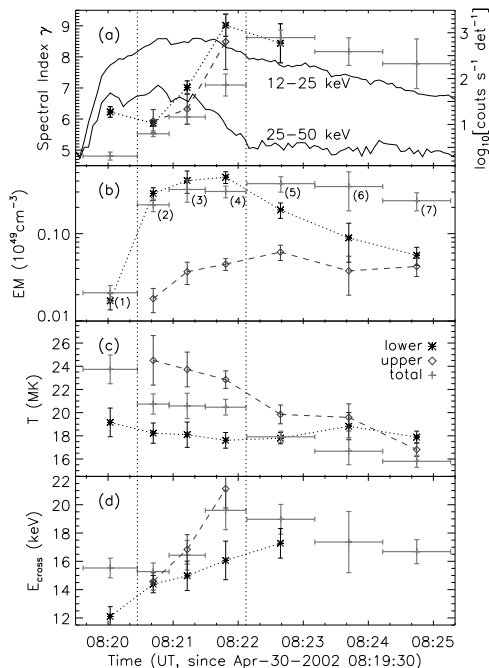 (a)
9
8
7
6
5
Spectral Index γ
3
2
1
log₁₀[couts s⁻¹ det⁻¹]
12−25 keV
25−50 keV
(b)
0.10
0.01
EM (10⁴⁹cm⁻³)
(1)
(2)
(3)
(4)
(5)
(6)
(7)
(c)
26
24
22
20
18
16
T (MK)
lower
upper
total
(d)
22
20
18
16
14
12
E_cross (keV)
08:20 08:21 08:22 08:23 08:24 08:25
Time (UT, since Apr−30−2002 08:19:30)